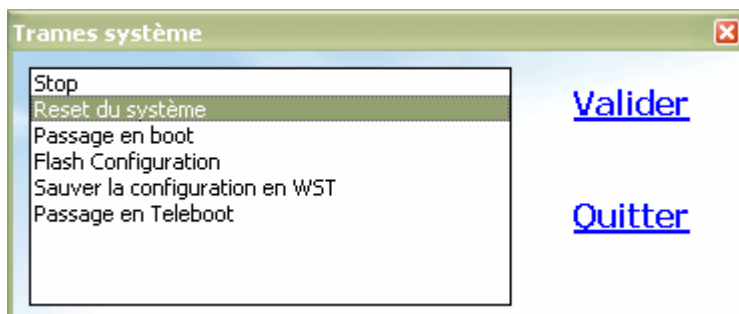 Trames système
Stop
Reset du système
Passage en boot
Flash Configuration
Sauver la configuration en WST
Passage en Teleboot
Valider
Quitter